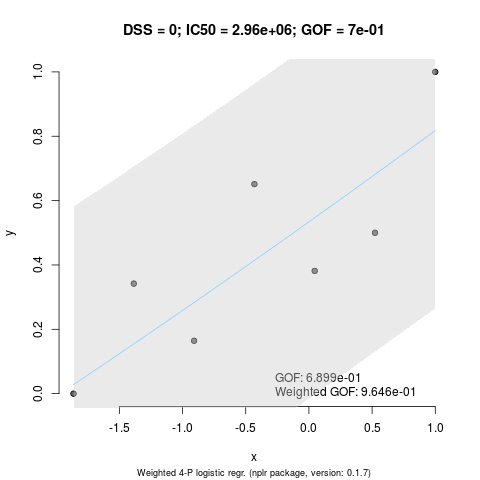 DSS = 0; IC50 = 2.96e+06; GOF = 7e-01
1.0
0.8
0.6
y
0.4
0.2
0.0
GOF: 6.899e-01
Weighted GOF: 9.646e-01
-1.5 -1.0 -0.5 0.0 0.5 1.0
x
Weighted 4-P logistic regr. (nplr package, version: 0.1.7)